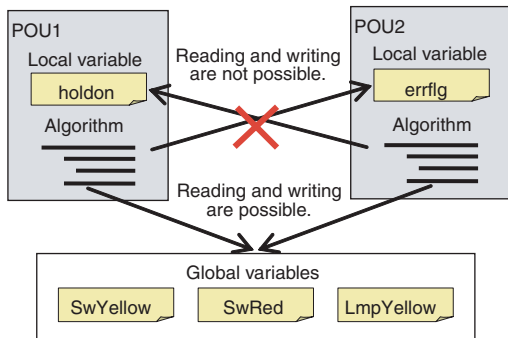 POU1
Local variable
holdon
Algorithm
Reading and writing
are not possible.
POU2
Local variable
errflg
Algorithm
Reading and writing
are possible.
Global variables
SwYellow
SwRed
LmpYellow